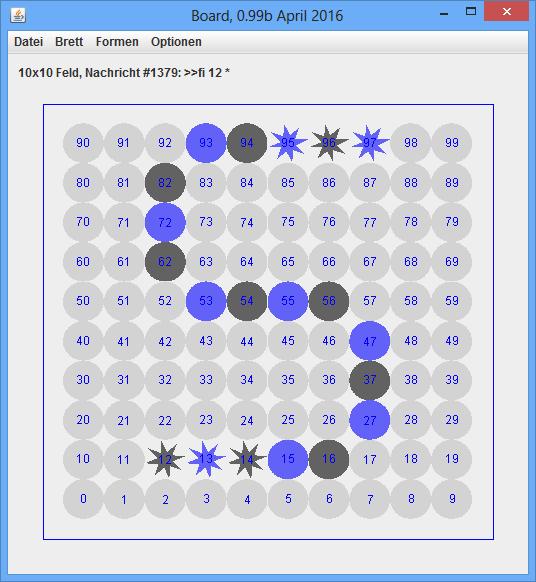 Board, 0.99b April 2016
Datei Brett Formen Optionen
10x10 Feld, Nachricht #1379: >>fi 12 *
90 91 92 93 94 95 96 97 98 99
80 81 82 83 84 85 86 87 88 89
70 71 72 73 74 75 76 77 78 79
60 61 62 63 64 65 66 67 68 69
50 51 52 53 54 55 56 57 58 59
40 41 42 43 44 45 46 47 48 49
30 31 32 33 34 35 36 37 38 39
20 21 22 23 24 25 26 27 28 29
10 11 12 13 14 15 16 17 18 19
0 1 2 3 4 5 6 7 8 9